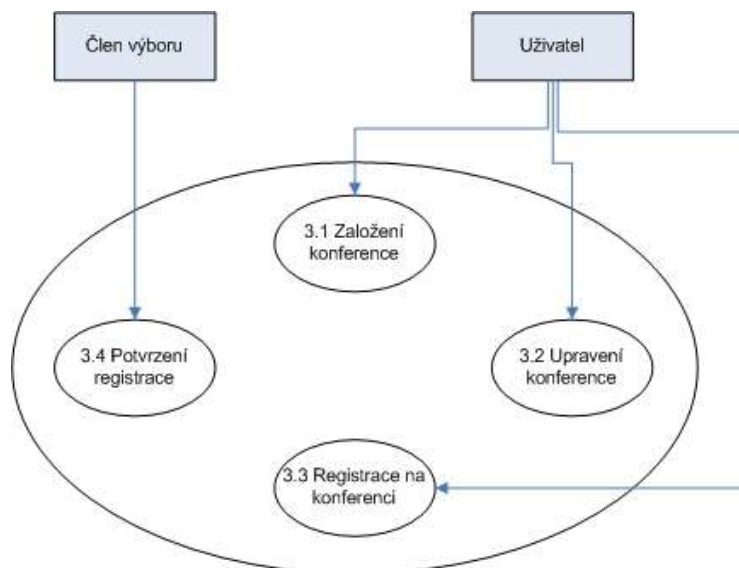 Člen výboru
Uživatel
3.1 Založení
konference
3.4 Potvrzení
registrace
3.2 Upravení
konference
3.3 Registrace na
konferenci